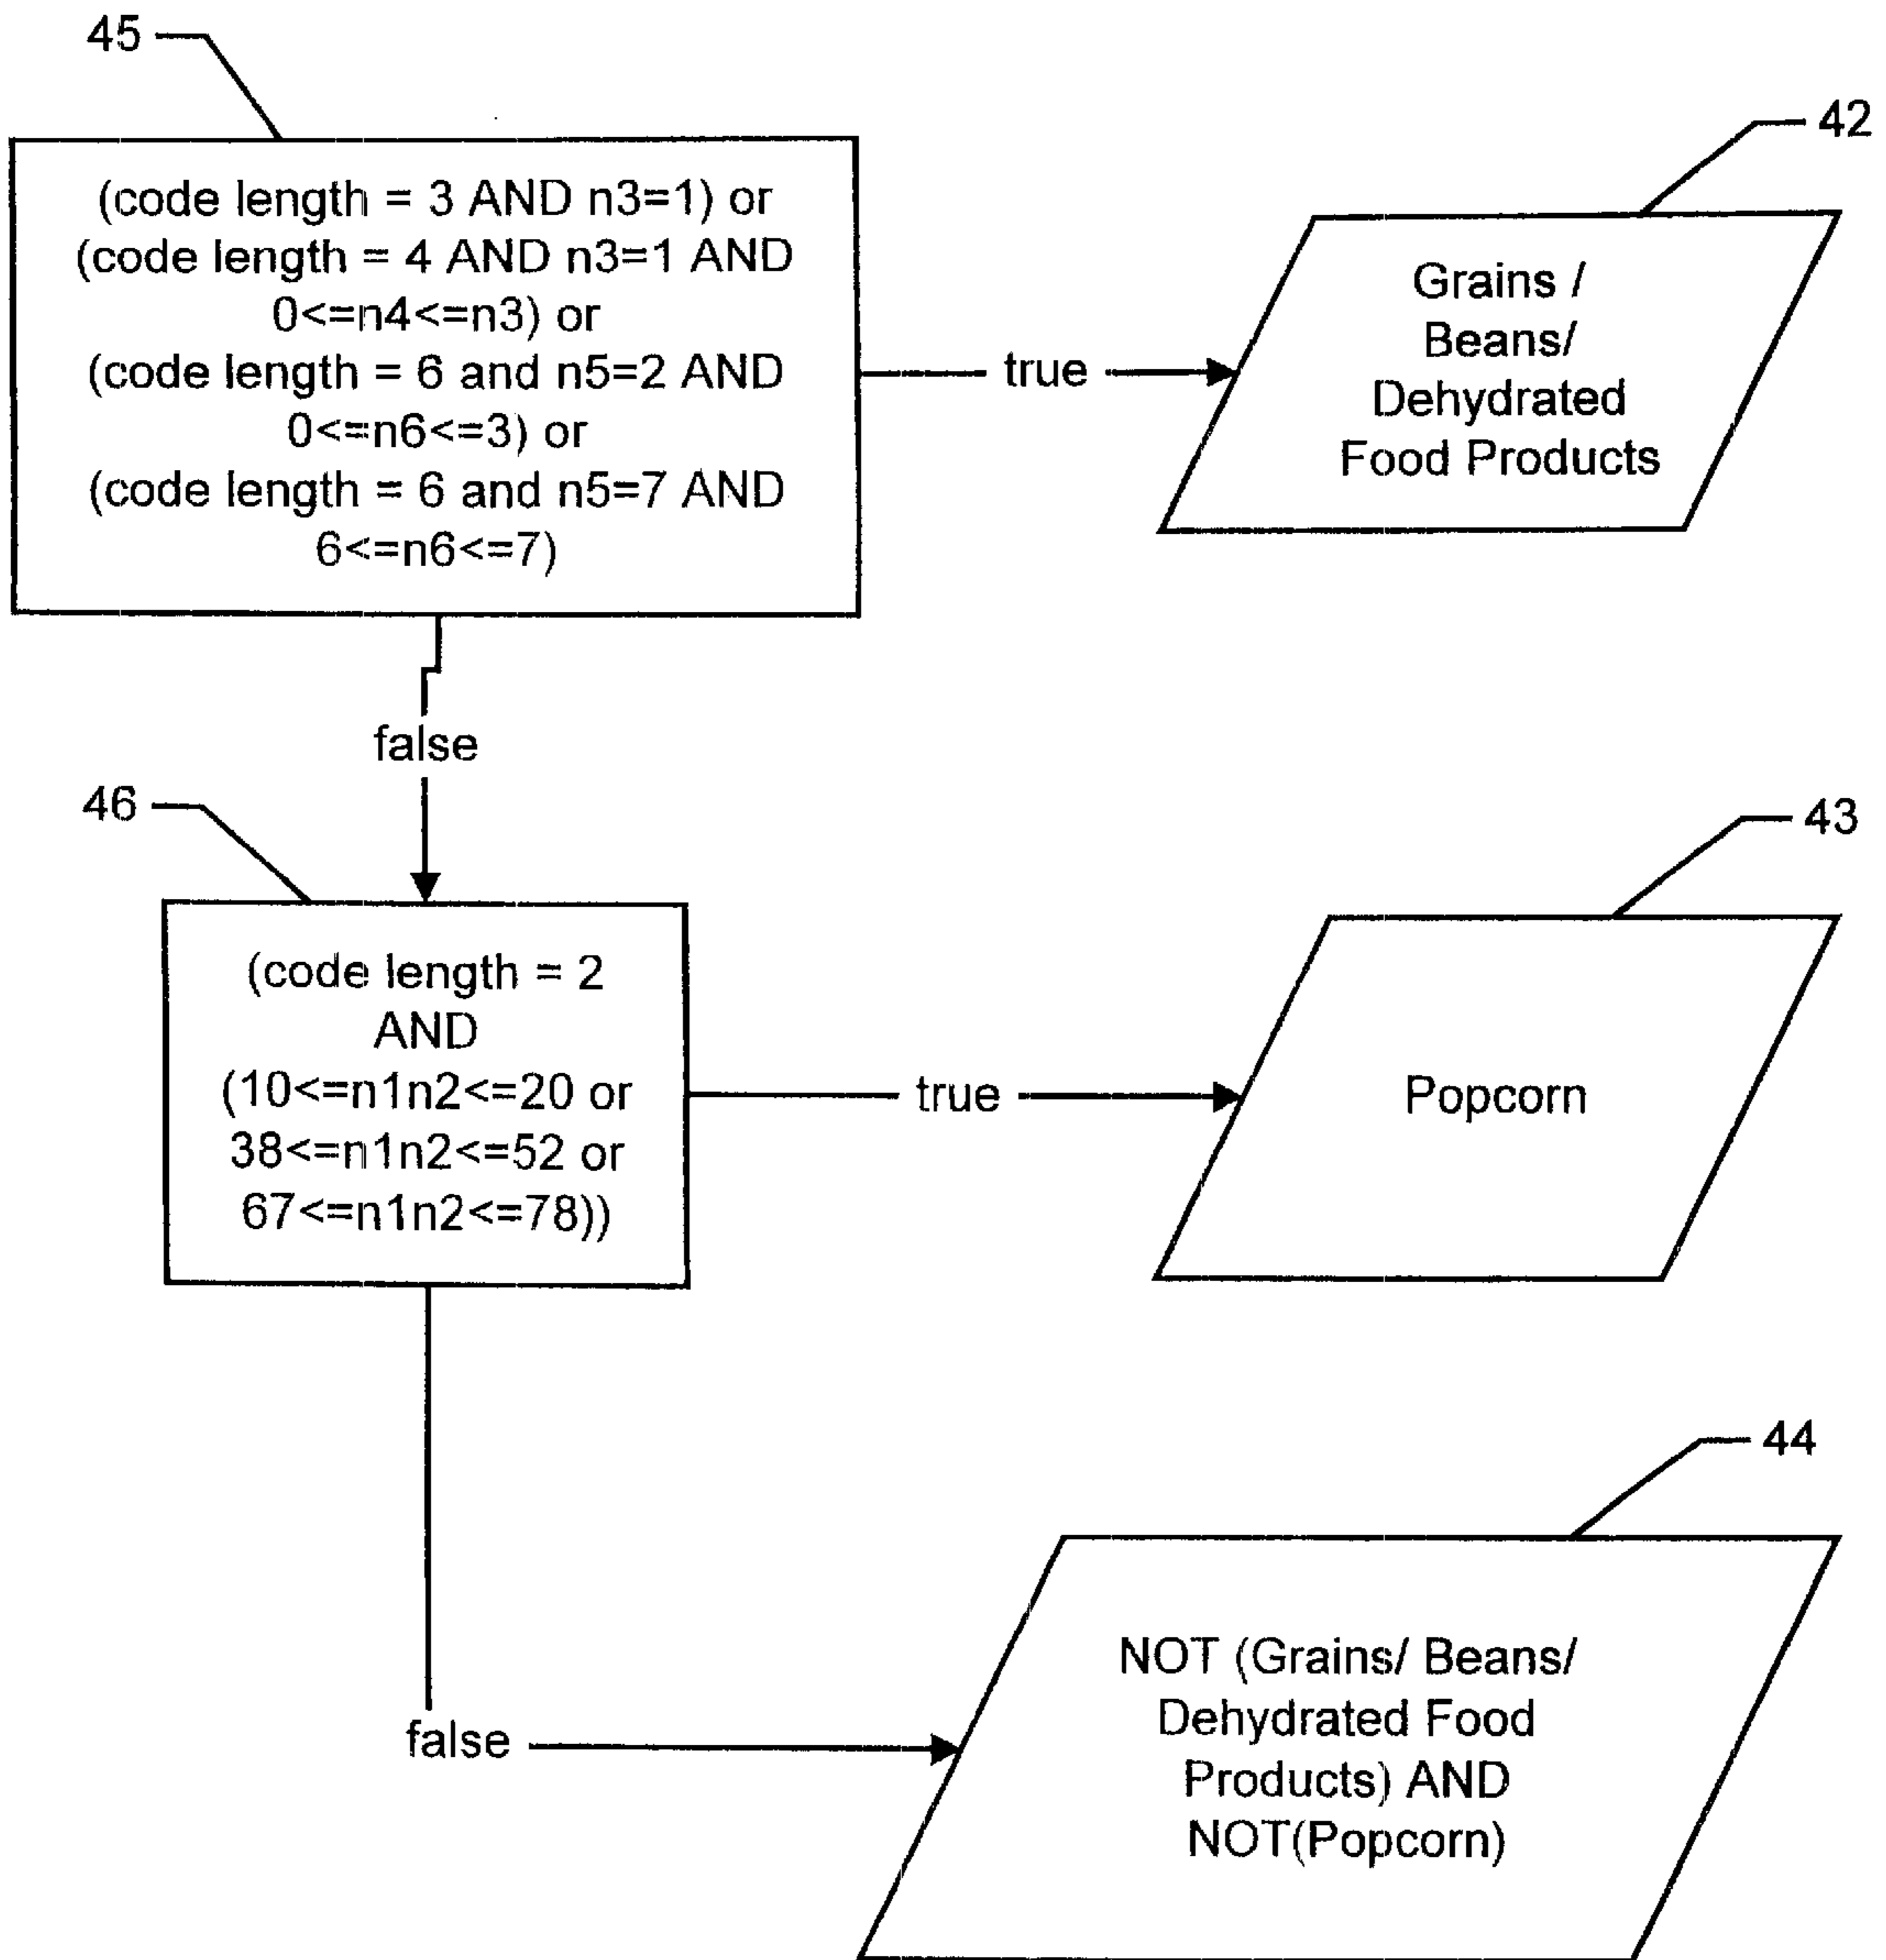 45
(code length = 3 AND n3=1) or
(code length = 4 AND n3=1 AND
0<=n4<=n3) or
(code length = 6 and n5=2 AND
0<=n6<=3) or
(code length = 6 and n5=7 AND
6<=n6<=7)
true
42
Grains /
Beans/
Dehydrated
Food Products
false
46
(code length = 2
AND
(10<=n1n2<=20 or
38<=n1n2<=52 or
67<=n1n2<=78))
true
43
Popcorn
false
44
NOT (Grains/ Beans/
Dehydrated Food
Products) AND
NOT(Popcorn)